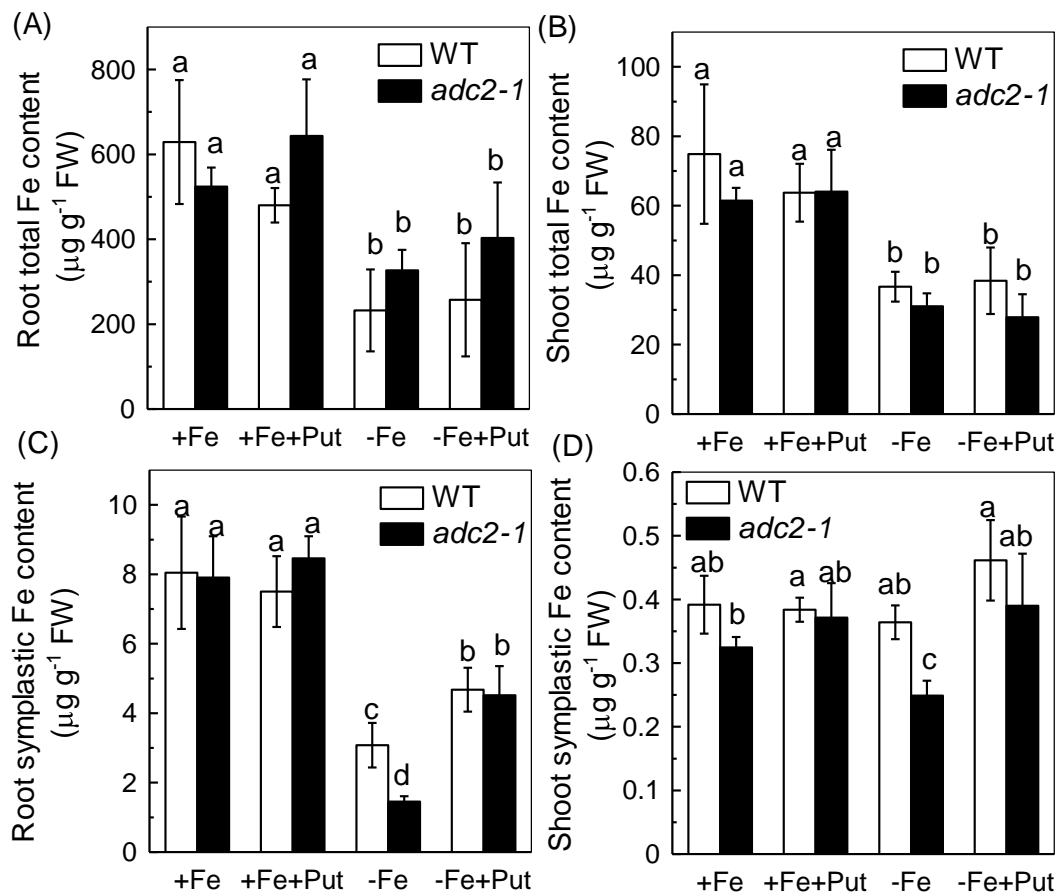 (A)
Root total Fe content
(µg g-1 FW)
800
600
400
200
0
WT
adc2-1
a
a
a
a
b
b
b
b
+Fe
+Fe+Put
-Fe
-Fe+Put
(B)
Shoot total Fe content
(µg g-1 FW)
100
80
60
40
20
0
WT
adc2-1
a
a
a
a
b
b
b
b
+Fe
+Fe+Put
-Fe
-Fe+Put
(C)
Root symplastic Fe content
(µg g-1 FW)
10
8
6
4
2
0
WT
adc2-1
a
a
a
a
c
d
b
b
+Fe
+Fe+Put
-Fe
-Fe+Put
(D)
Shoot symplastic Fe content
(µg g-1 FW)
0.6
0.5
0.4
0.3
0.2
0.1
0
WT
adc2-1
ab
b
a
ab
ab
c
a
ab
+Fe
+Fe+Put
-Fe
-Fe+Put